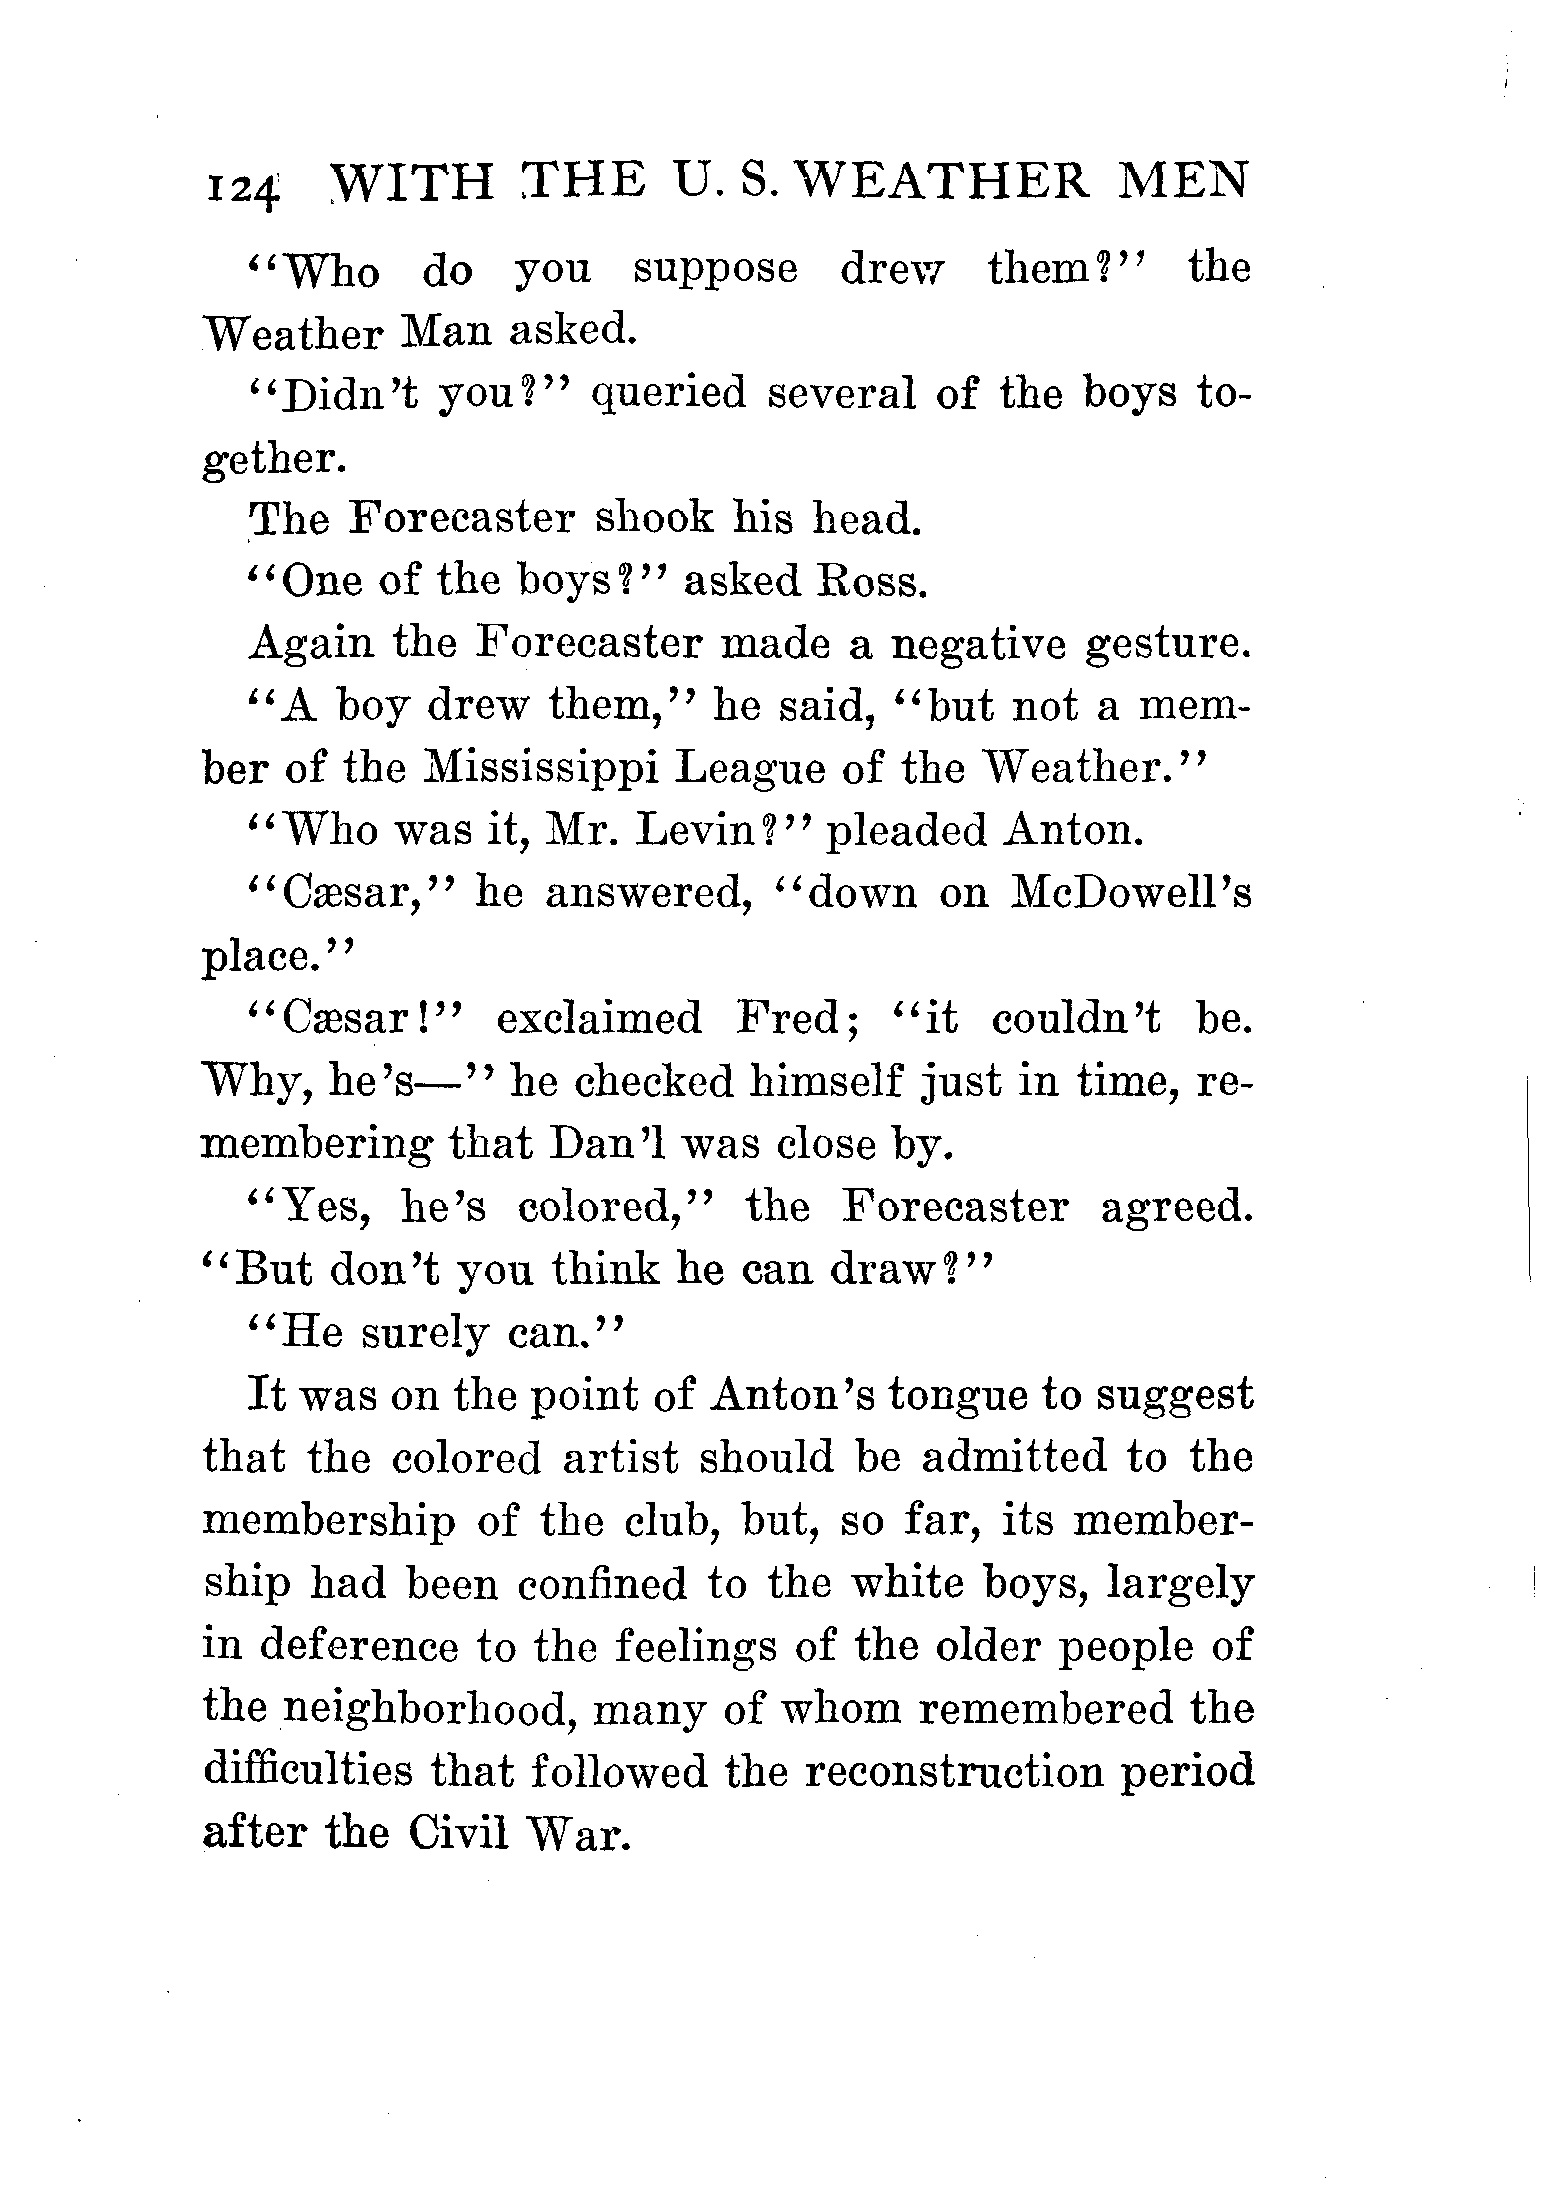 124 WITH THE U. S. WEATHER MEN
"Who do you suppose drew them?" the
Weather Man asked.
"Didn't you?" queried several of the boys to-
gether.
The Forecaster shook his head.
"One of the boys?" asked Ross.
Again the Forecaster made a negative gesture.
"A boy drew them," he said, "but not a mem-
ber of the Mississippi League of the Weather."
"Who was it, Mr. Levin?" pleaded Anton.
"Cæsar," he answered, "down on McDowell's
place."
"Cæsar!" exclaimed Fred; "it couldn't be.
Why, he's—" he checked himself just in time, re-
membering that Dan'l was close by.
"Yes, he's colored," the Forecaster agreed.
"But don't you think he can draw?"
"He surely can."
It was on the point of Anton's tongue to suggest
that the colored artist should be admitted to the
membership of the club, but, so far, its member-
ship had been confined to the white boys, largely
in deference to the feelings of the older people of
the neighborhood, many of whom remembered the
difficulties that followed the reconstruction period
after the Civil War.